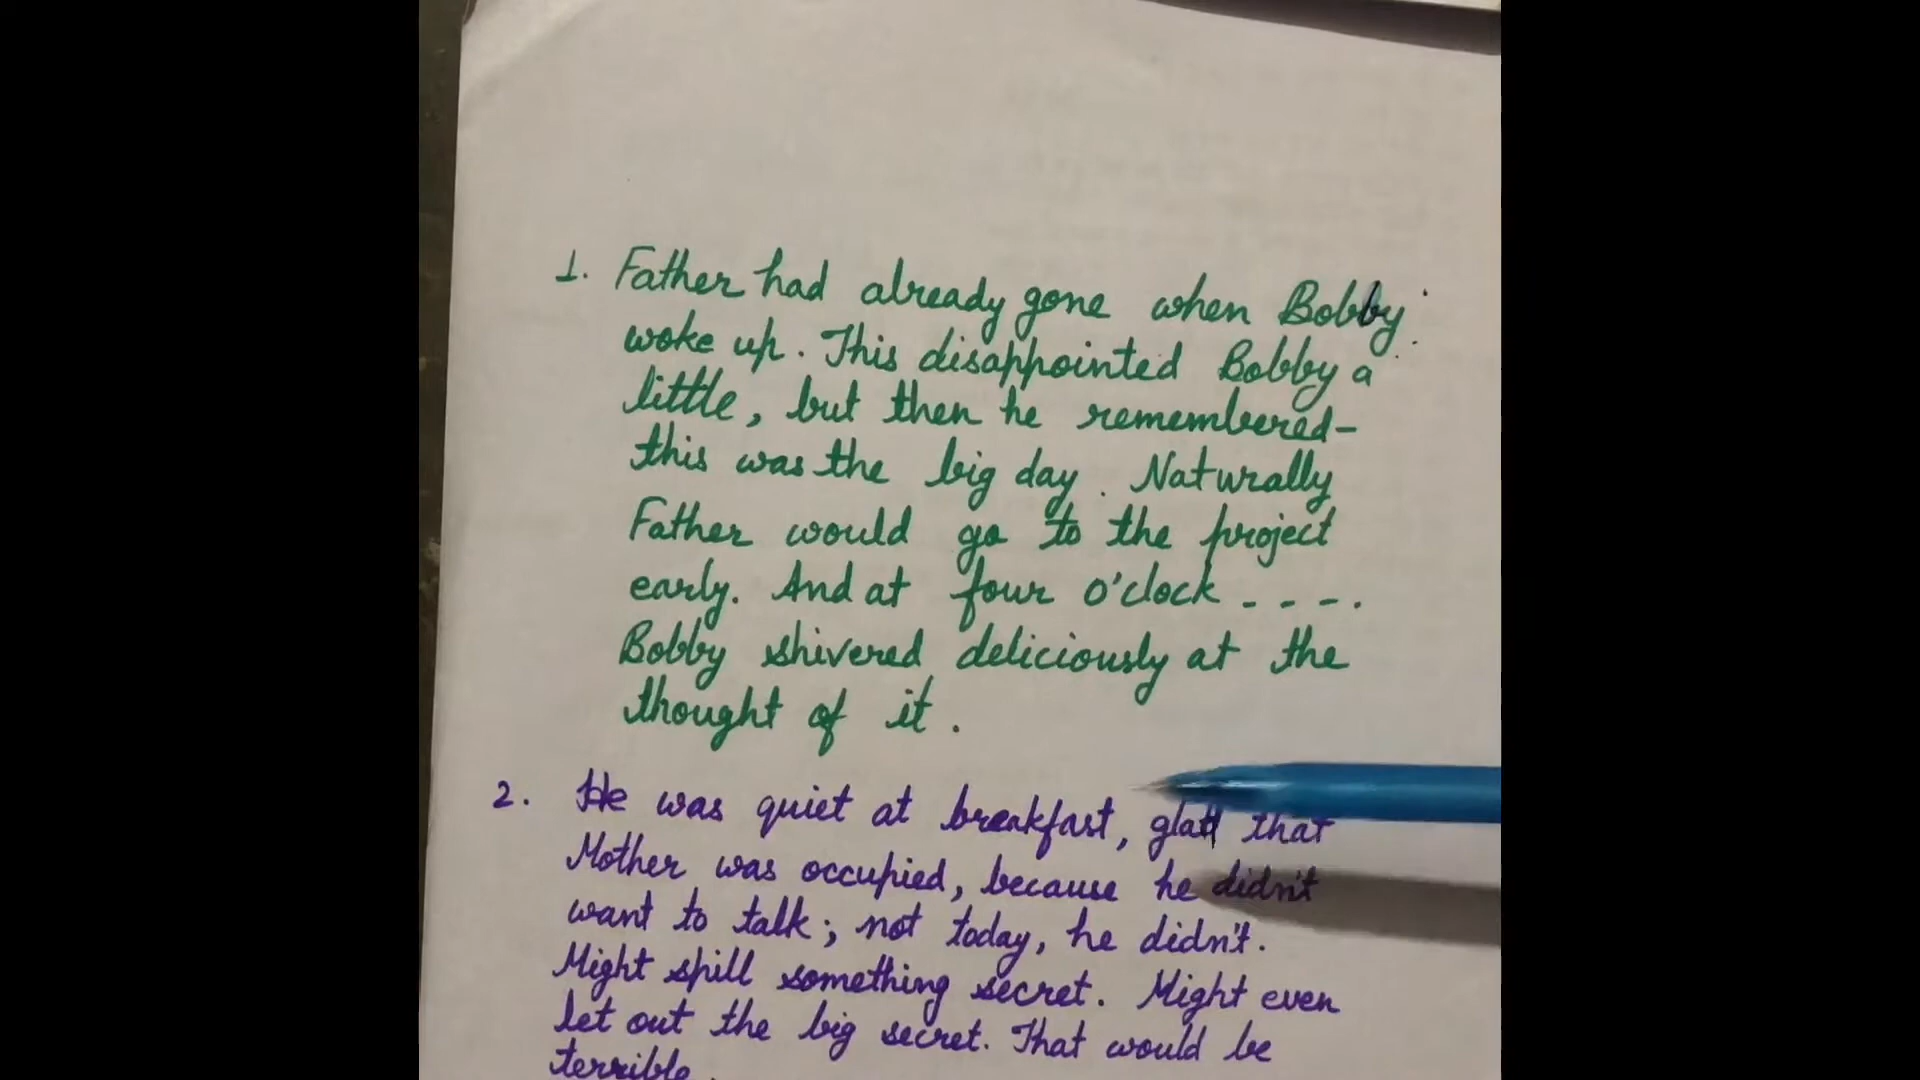 1. Father had already gone when Bobby
woke up. This disappointed Bobby a
little, but then he remembered-
this was the big day. Naturally
Father would go to the project
early. And at four o'clock - - - .
Bobby shivered deliciously at the
thought of it.
2. He was quiet at breakfast, glad that
Mother was occupied, because he didn't
want to talk; not today, he didn't.
Might spill something secret. Might even
let out the big secret. That would be
terrible.